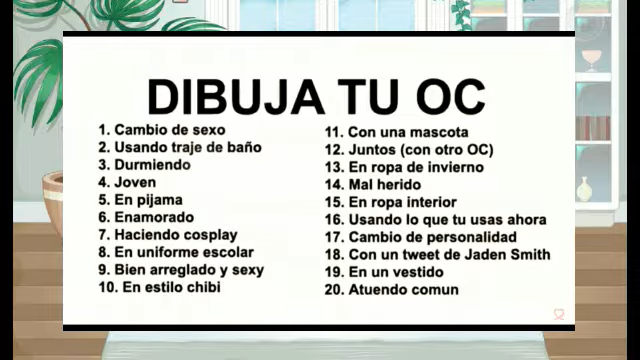 DIBUJA TU OC
1. Cambio de sexo
2. Usando traje de baño
3. Durmiendo
4. Joven
5. En pijama
6. Enamorado
7. Haciendo cosplay
8. En uniforme escolar
9. Bien arreglado y sexy
10. En estilo chibi
11. Con una mascota
12. Juntos (con otro OC)
13. En ropa de invierno
14. Mal herido
15. En ropa interior
16. Usando lo que tu usas ahora
17. Cambio de personalidad
18. Con un tweet de Jaden Smith
19. En un vestido
20. Atuendo comun